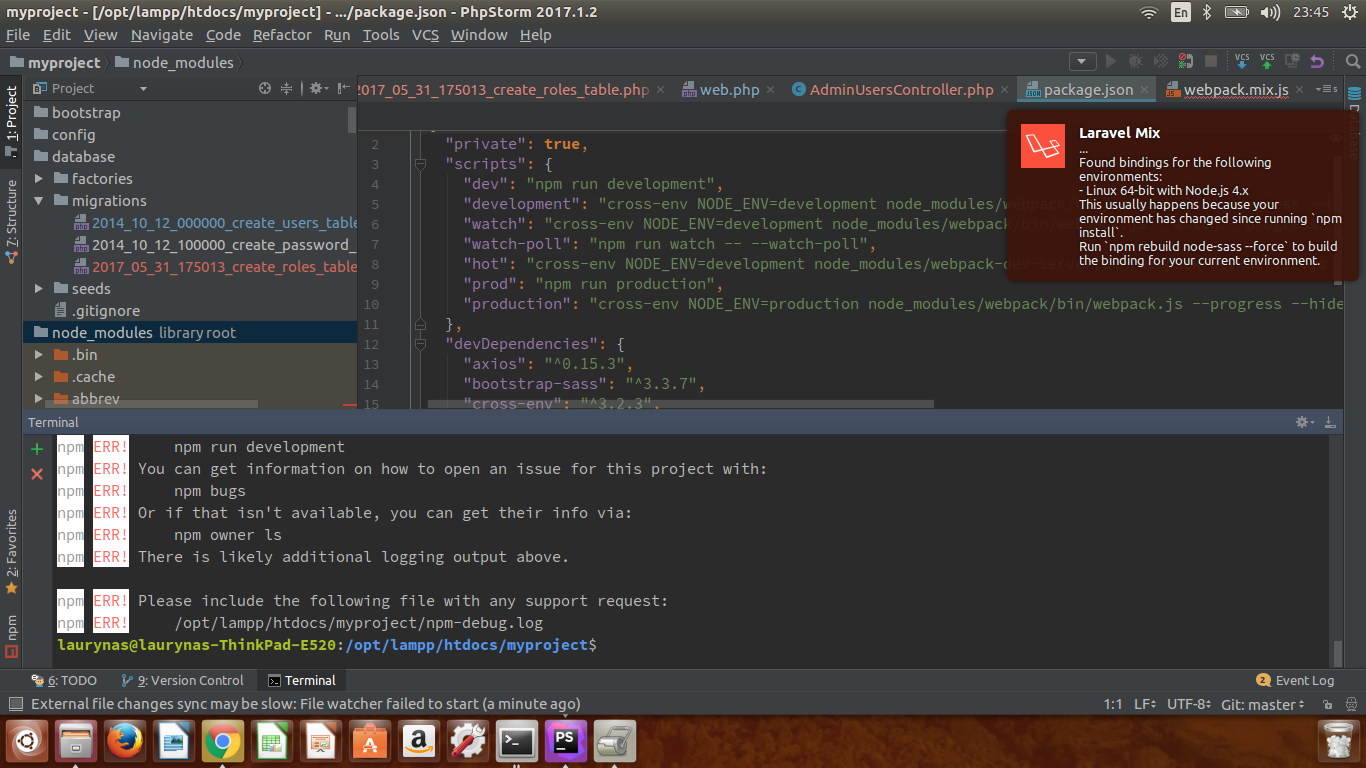 myproject - [/opt/lampp/htdocs/myproject] - .../package.json - PhpStorm 2017.1.2
En
23:45
File Edit View Navigate Code Refactor Run Tools VCS Window Help
myproject
node_modules
VCS VCS
1: Project
7: Structure
2: Favorites
npm
Project
bootstrap
config
database
factories
migrations
2014_10_12_000000_create_users_table
2014_10_12_100000_create_password_
2017_05_31_175013_create_roles_table
seeds
.gitignore
node_modules library root
.bin
.cache
abbrev
2017_05_31_175013_create_roles_table.php
web.php
AdminUsersController.php
package.json
webpack.mix.js
2 "private": true,
3 "scripts": {
4 "dev": "npm run development",
5 "development": "cross-env NODE_ENV=development node_modules/webpack/
6 "watch": "cross-env NODE_ENV=development node_modules/webpack/bin/
7 "watch-poll": "npm run watch -- --watch-poll",
8 "hot": "cross-env NODE_ENV=development node_modules/webpack-dev-
9 "prod": "npm run production",
10 "production": "cross-env NODE_ENV=production node_modules/webpack/bin/webpack.js --progress --hide
11 },
12 "devDependencies": {
13 "axios": "^0.15.3",
14 "bootstrap-sass": "^3.3.7",
15 "cross-env": "^3.2.3",
Laravel Mix
...
Found bindings for the following
environments:
- Linux 64-bit with Node.js 4.x
This usually happens because your
environment has changed since running `npm
install`.
Run `npm rebuild node-sass --force` to build
the binding for your current environment.
Database
Terminal
npm ERR! npm run development
npm ERR! You can get information on how to open an issue for this project with:
npm ERR! npm bugs
npm ERR! Or if that isn't available, you can get their info via:
npm ERR! npm owner ls
npm ERR! There is likely additional logging output above.
npm ERR! Please include the following file with any support request:
npm ERR! /opt/lampp/htdocs/myproject/npm-debug.log
laurynas@laurynas-ThinkPad-E520:/opt/lampp/htdocs/myproject$
6: TODO
9: Version Control
Terminal
2 Event Log
External file changes sync may be slow: File watcher failed to start (a minute ago)
1:1 LF UTF-8 Git: master
a
PS